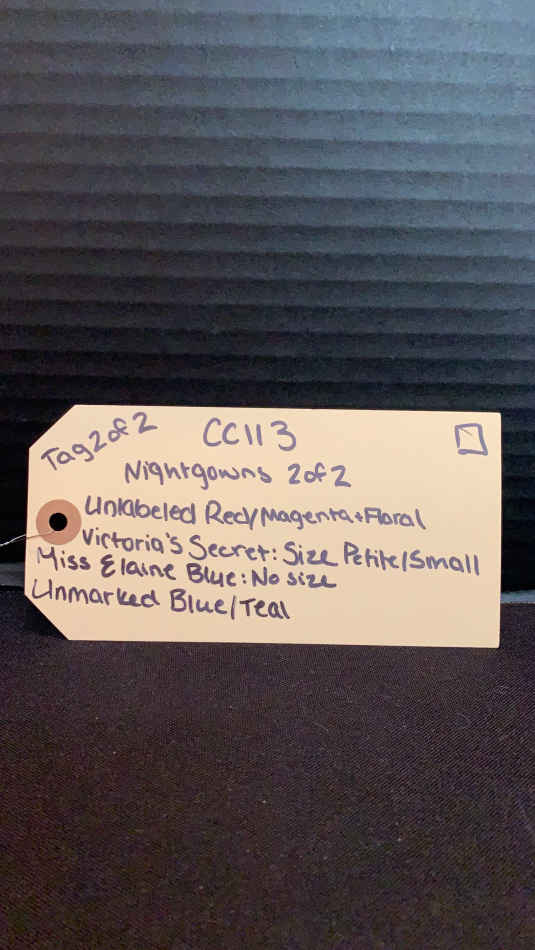 Tag 2 of 2
CC113
Nightgowns 2 of 2
Unlabeled Red/Magenta + Floral
Victoria's Secret: Size Petite/Small
Miss Elaine Blue: No size
Unmarked Blue/Teal